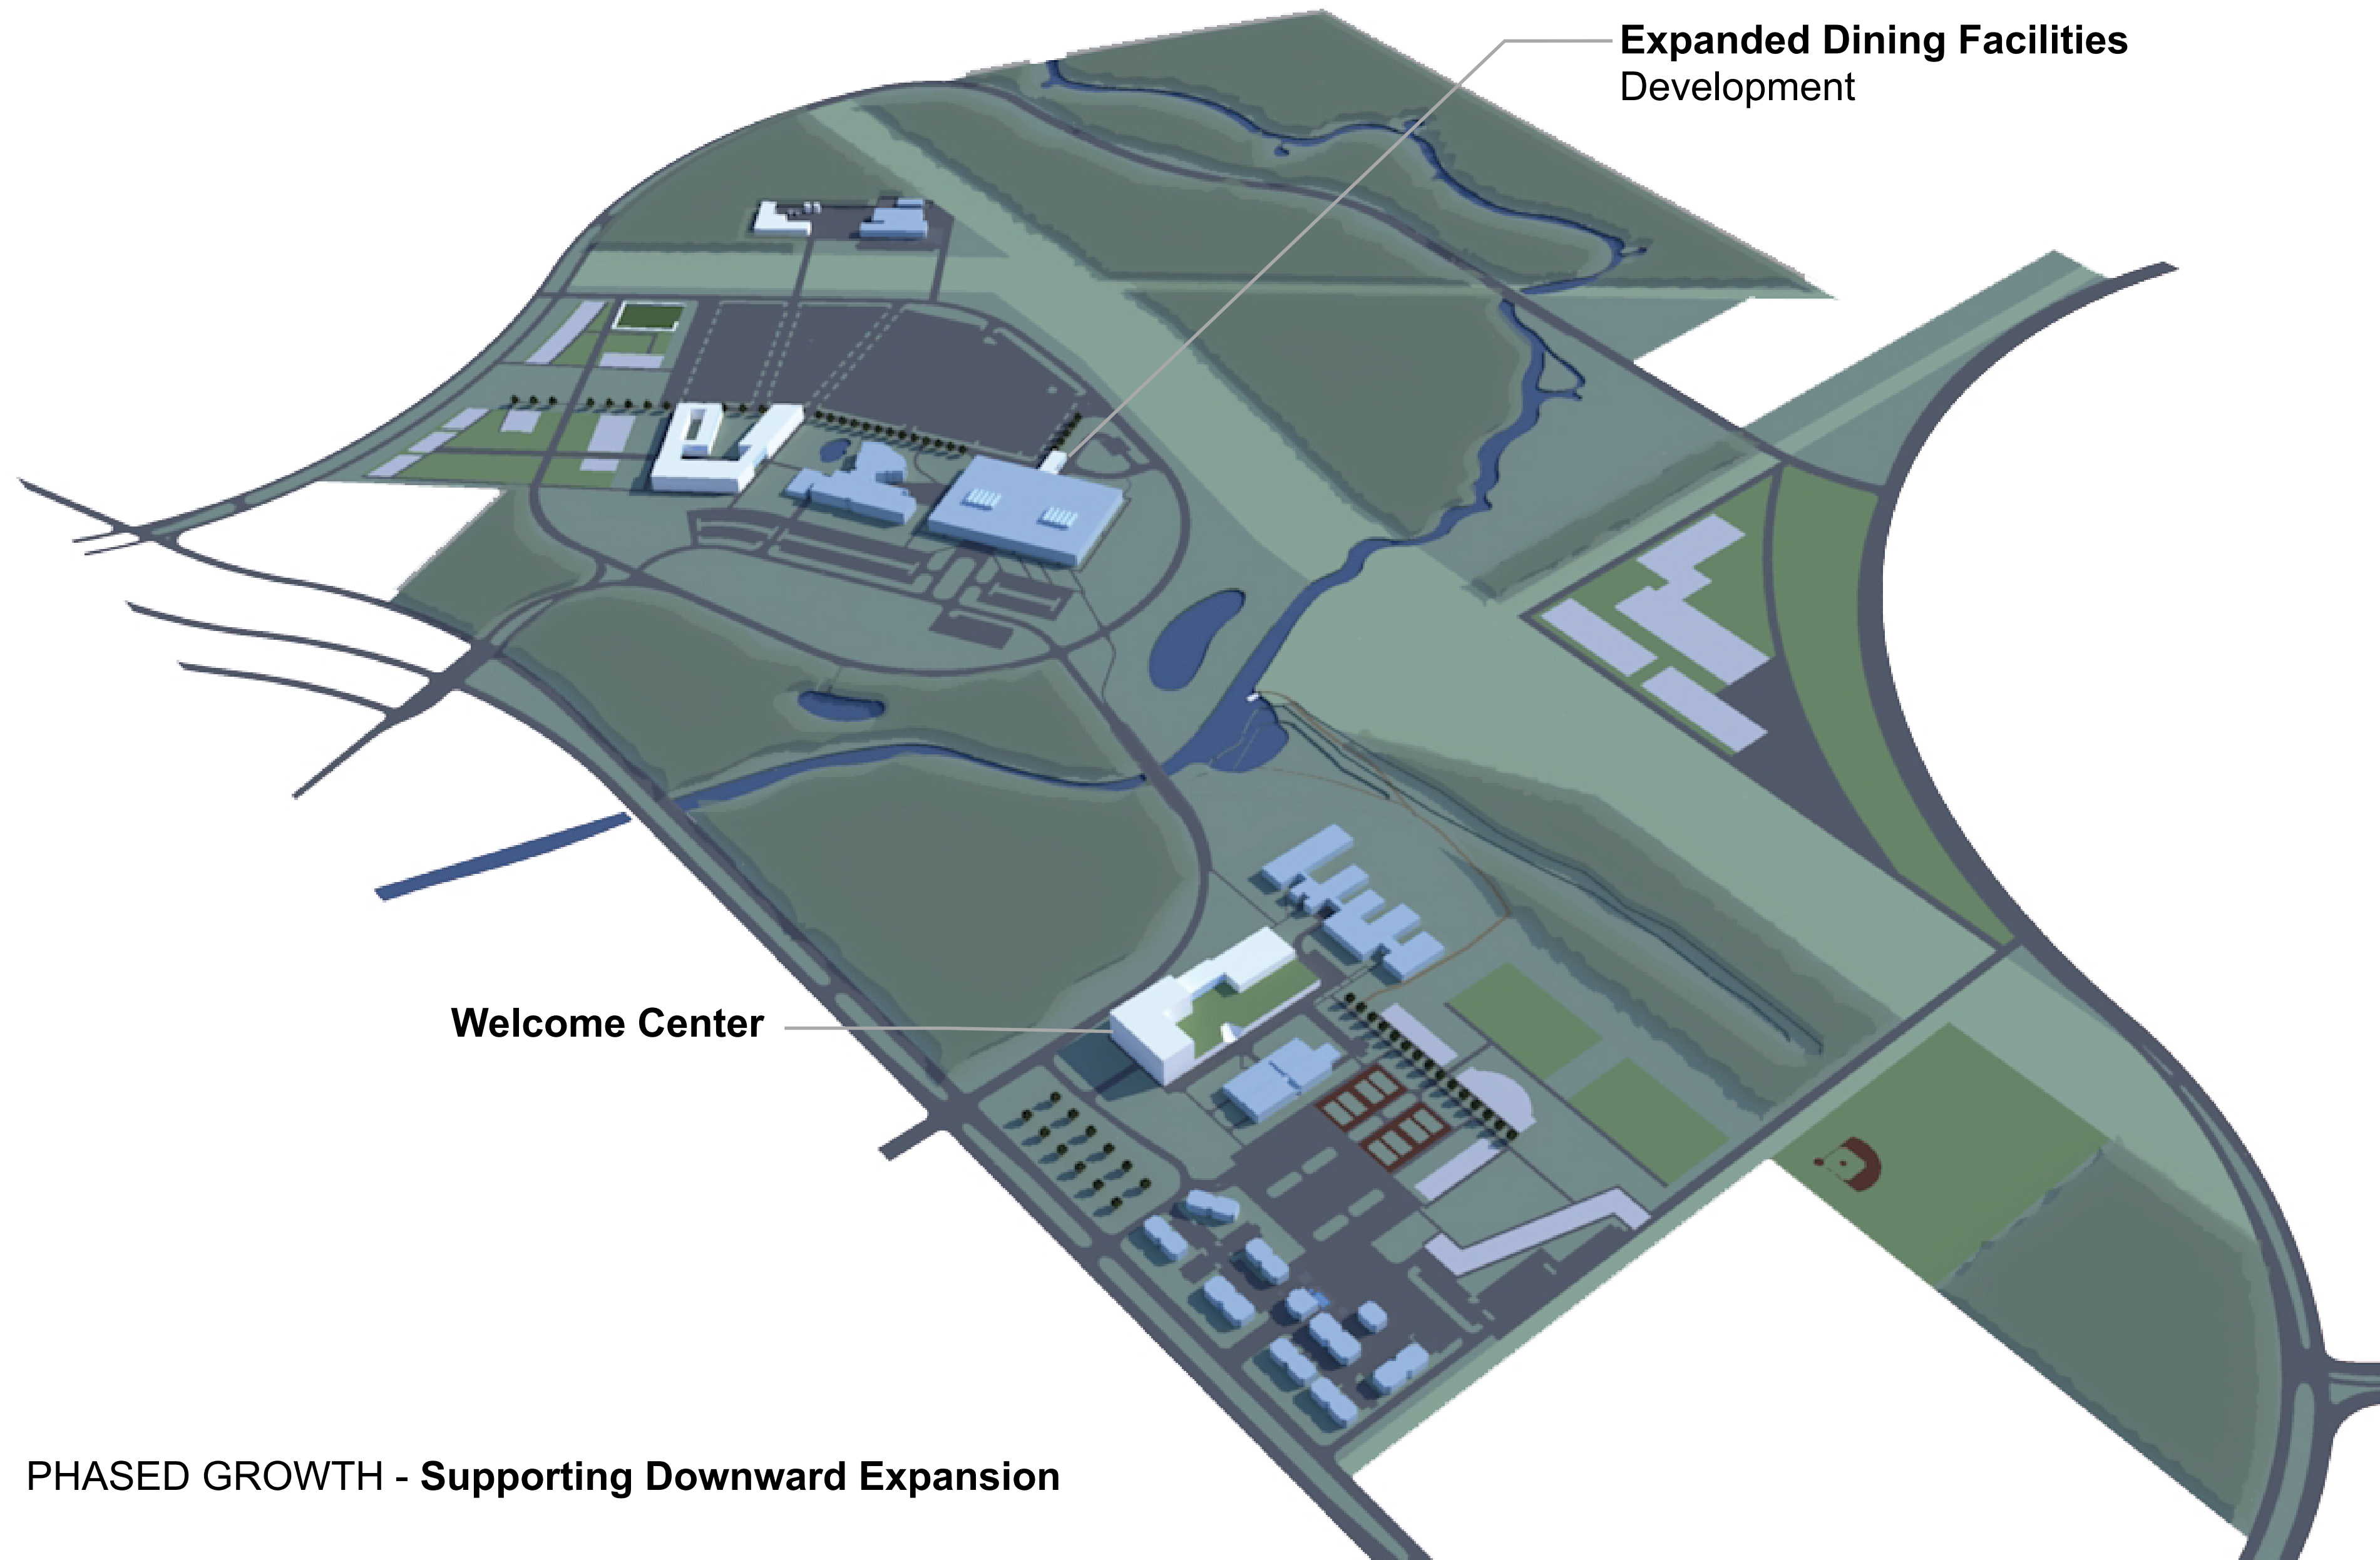 Expanded Dining Facilities
Development
Welcome Center
PHASED GROWTH - Supporting Downward Expansion